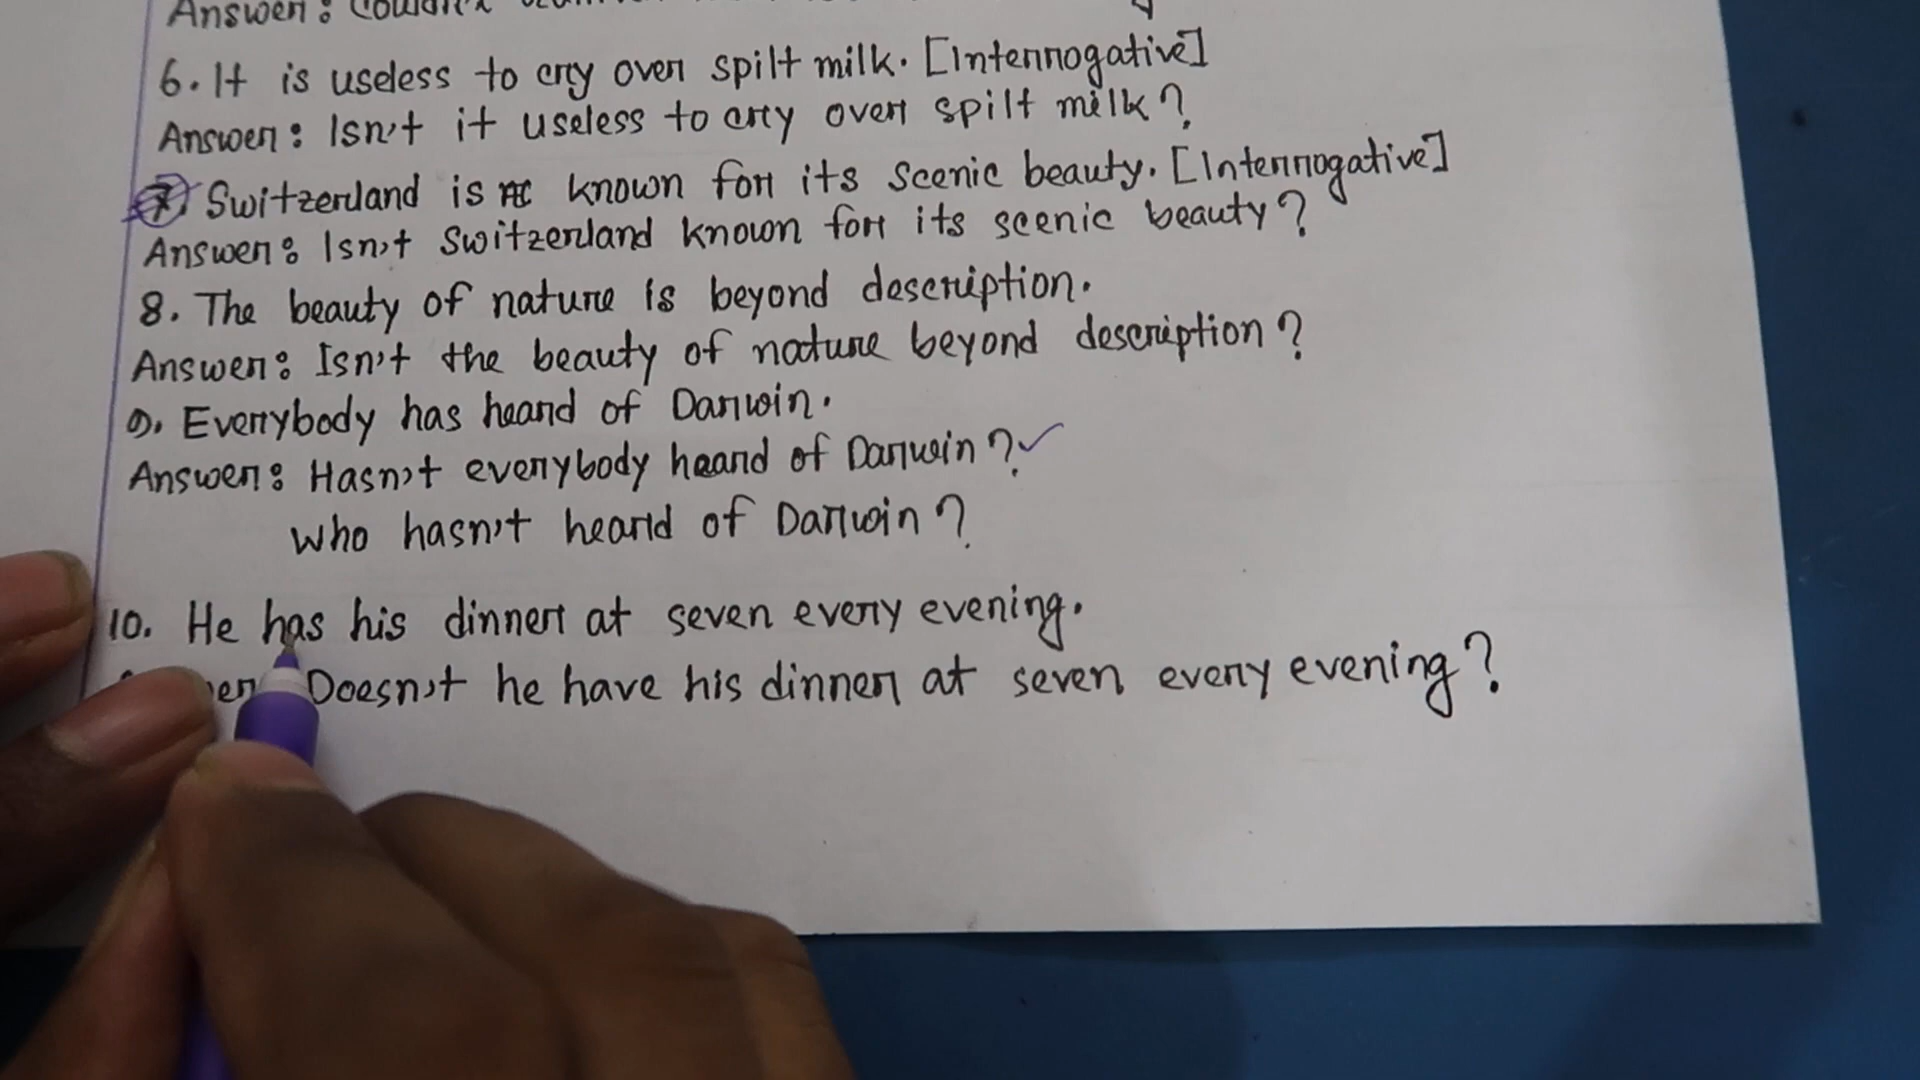 Answer:
6. It is useless to cry over spilt milk. [Interrogative]
Answer: Isn't it useless to cry over spilt milk?
7. Switzerland is known for its scenic beauty. [Interrogative]
Answer: Isn't Switzerland known for its scenic beauty?
8. The beauty of nature is beyond description.
Answer: Isn't the beauty of nature beyond description?
9. Everybody has heard of Darwin.
Answer: Hasn't everybody heard of Darwin?
who hasn't heard of Darwin?
10. He has his dinner at seven every evening.
Doesn't he have his dinner at seven every evening?